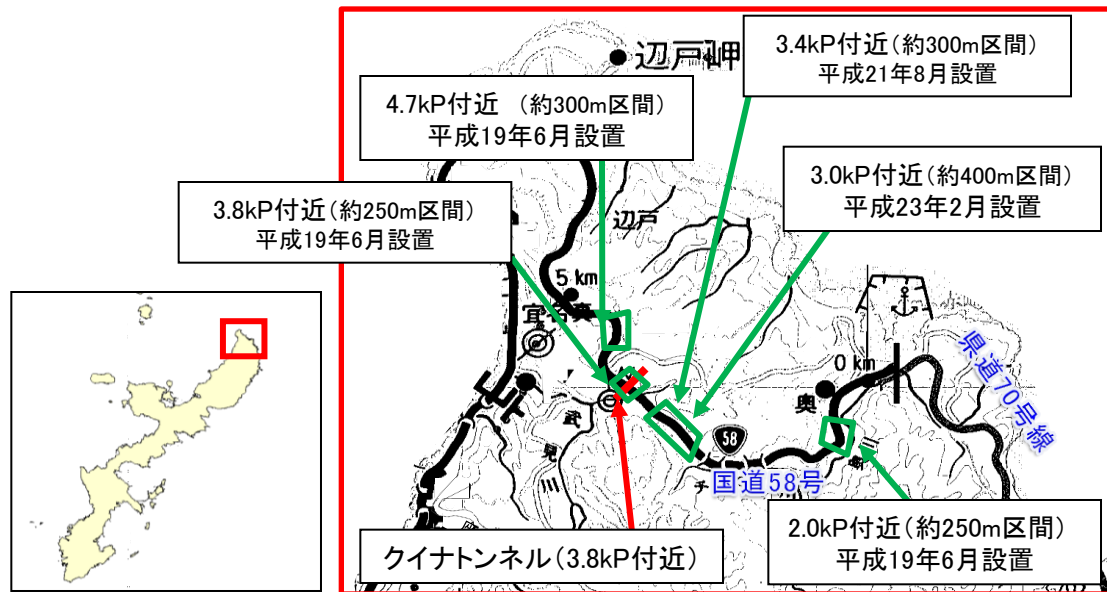 辺戸岬
3.4kP付近（約300m区間）
平成21年8月設置
4.7kP付近 （約300m区間）
平成19年6月設置
3.0kP付近（約400m区間）
平成23年2月設置
3.8kP付近（約250m区間）
平成19年6月設置
辺戸
5 km
宜名真
0 km
県道70号線
奥
武見川
58
国道58号
2.0kP付近（約250m区間）
平成19年6月設置
クイナトンネル（3.8kP付近）